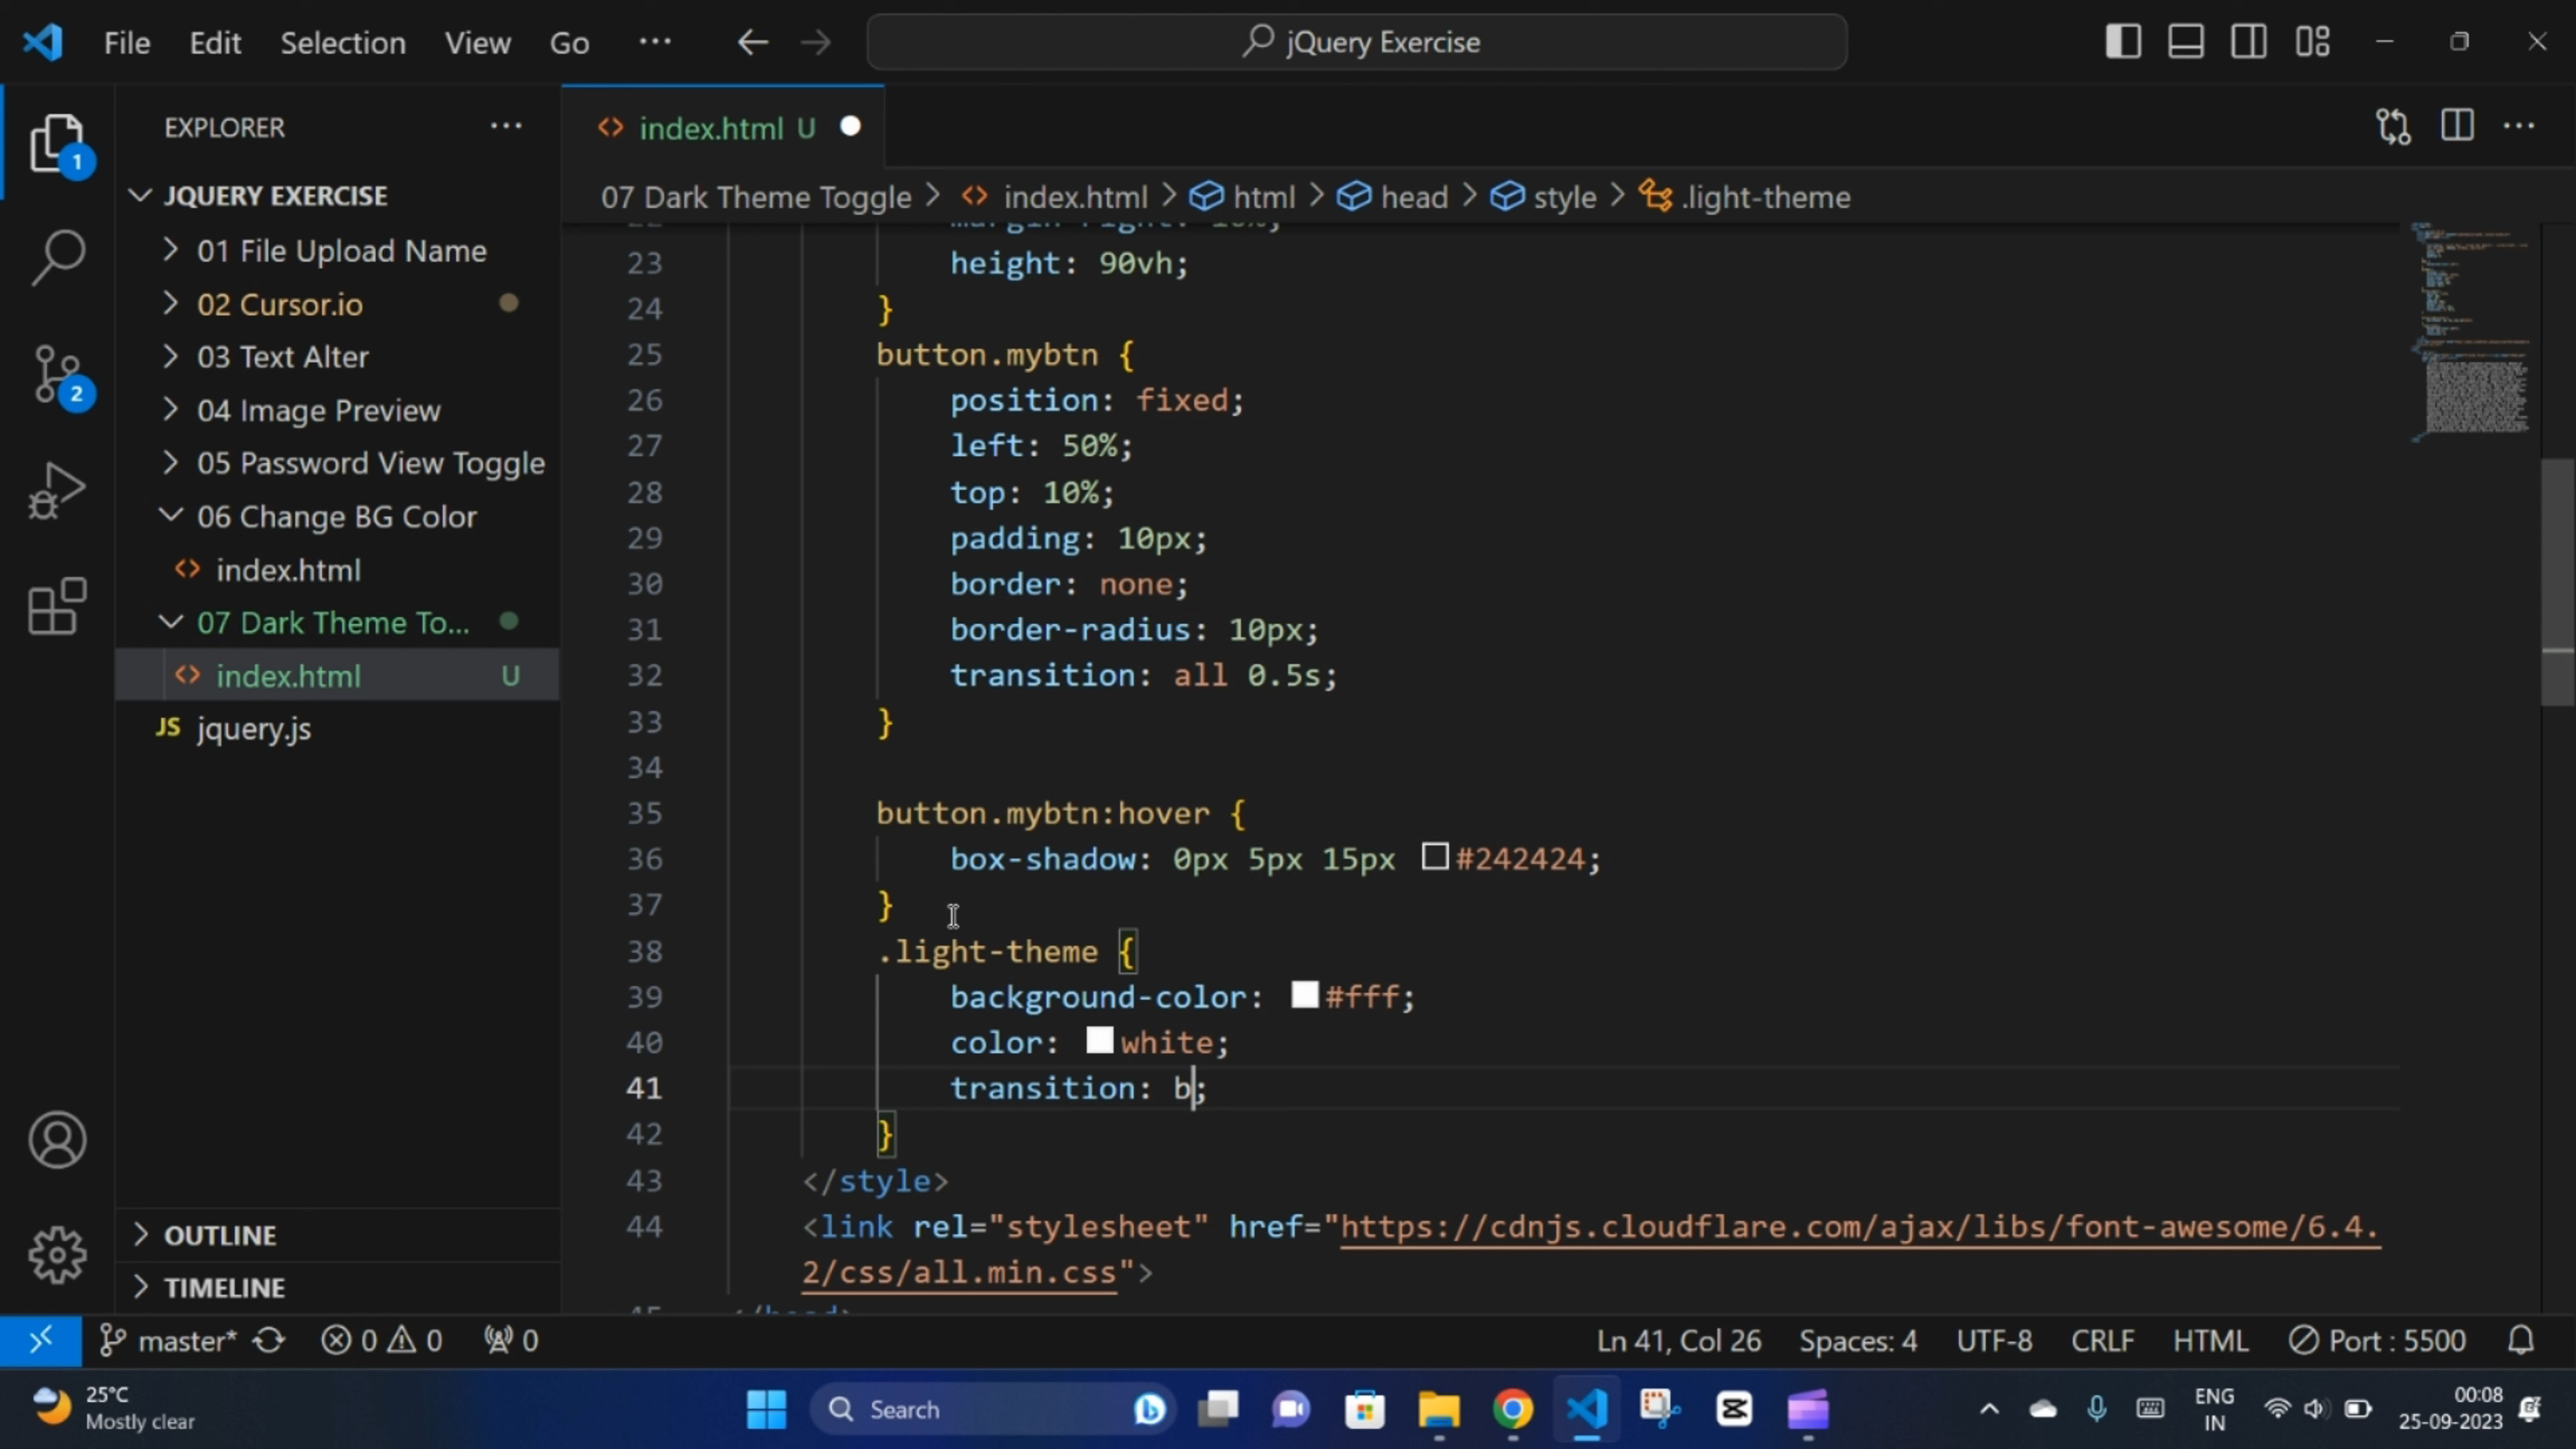 File Edit Selection View Go ··· jQuery Exercise
EXPLORER ···
1
JQUERY EXERCISE
01 File Upload Name
02 Cursor.io
03 Text Alter
2
04 Image Preview
05 Password View Toggle
06 Change BG Color
index.html
07 Dark Theme To...
index.html U
JS jquery.js
OUTLINE
TIMELINE
index.html U
07 Dark Theme Toggle > index.html > html > head > style > .light-theme
23 height: 90vh;
24 }
25 button.mybtn {
26 position: fixed;
27 left: 50%;
28 top: 10%;
29 padding: 10px;
30 border: none;
31 border-radius: 10px;
32 transition: all 0.5s;
33 }
34
35 button.mybtn:hover {
36 box-shadow: 0px 5px 15px #242424;
37 }
38 .light-theme {
39 background-color: #fff;
40 color: white;
41 transition: b;
42 }
43 </style>
44 <link rel="stylesheet" href="https://cdnjs.cloudflare.com/ajax/libs/font-awesome/6.4.
2/css/all.min.css">
master* 0 0 0 Ln 41, Col 26 Spaces: 4 UTF-8 CRLF HTML Port : 5500
25°C
Mostly clear
Search
ENG
IN
00:08
25-09-2023